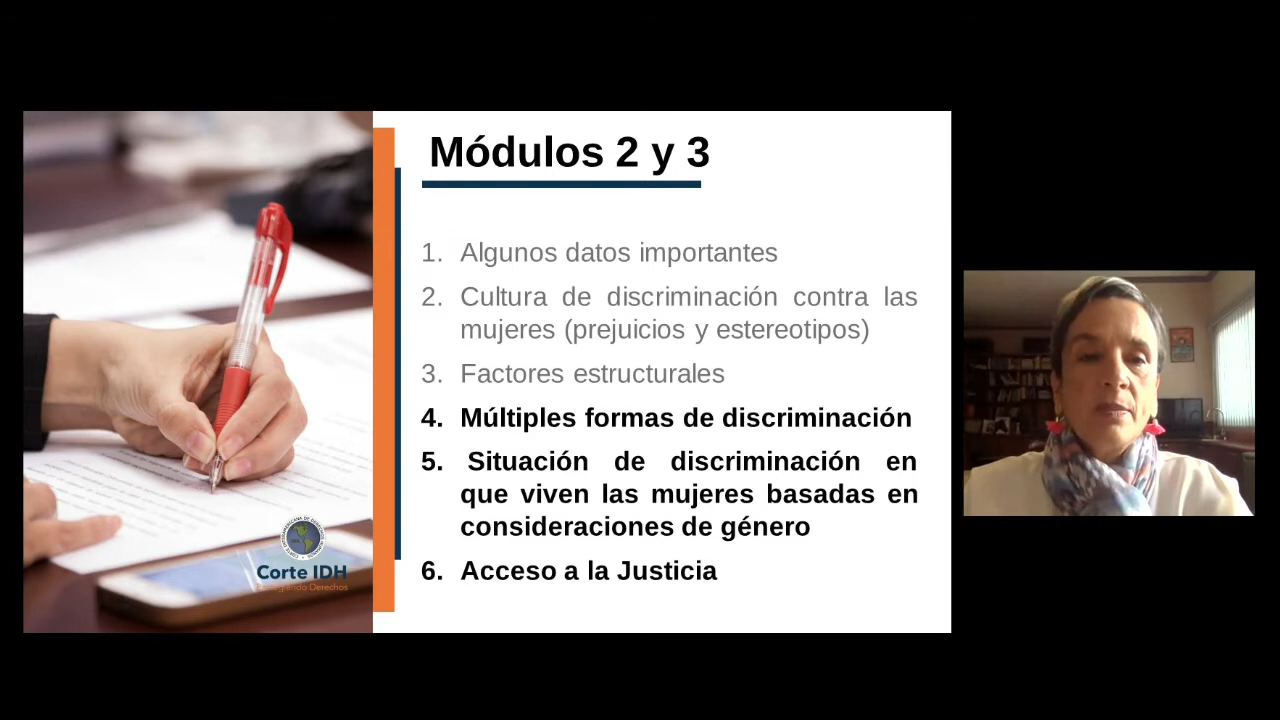 Módulos 2 y 3
1. Algunos datos importantes
2. Cultura de discriminación contra las
mujeres (prejuicios y estereotipos)
3. Factores estructurales
4. Múltiples formas de discriminación
5. Situación de discriminación en
que viven las mujeres basadas en
consideraciones de género
6. Acceso a la Justicia
Corte IDH
Protegiendo Derechos